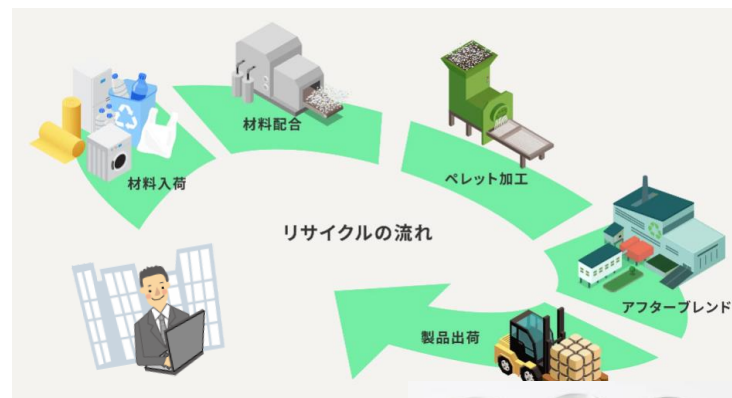 材料入荷
材料配合
ペレット加工
アフターブレンド
製品出荷
リサイクルの流れ